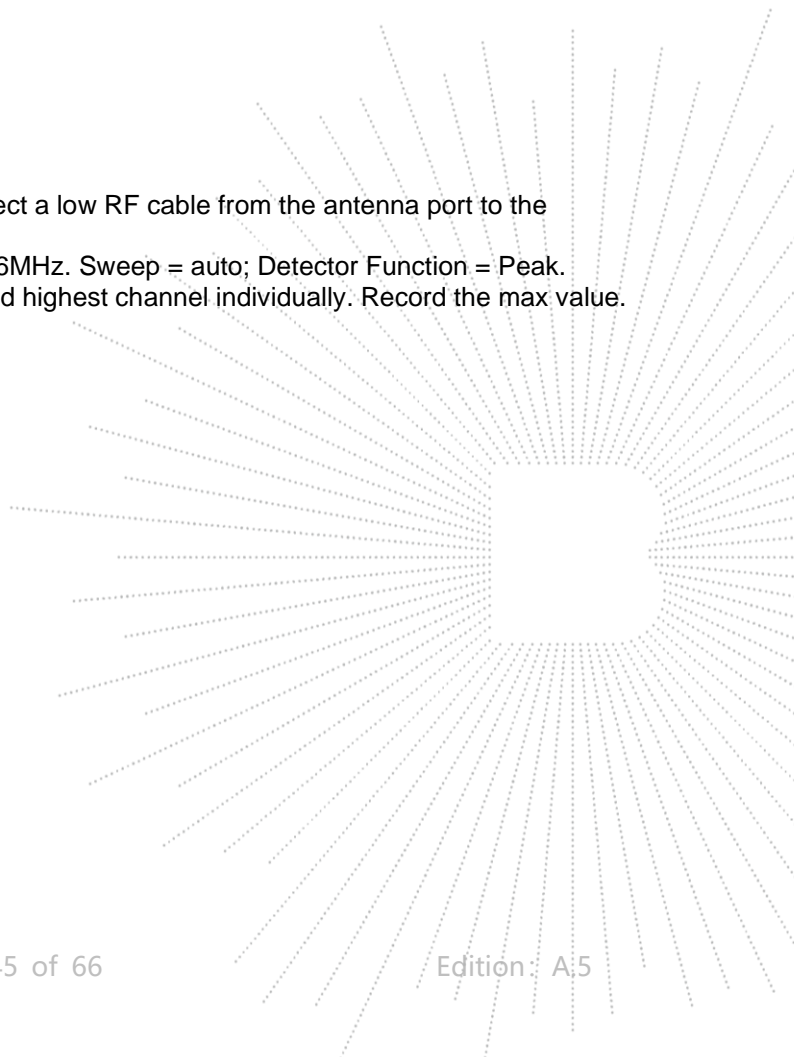 ect a low RF cable from the antenna port to the
6MHz. Sweep = auto; Detector Function = Peak.
d highest channel individually. Record the max value.
5 of 66 Edition: A.5